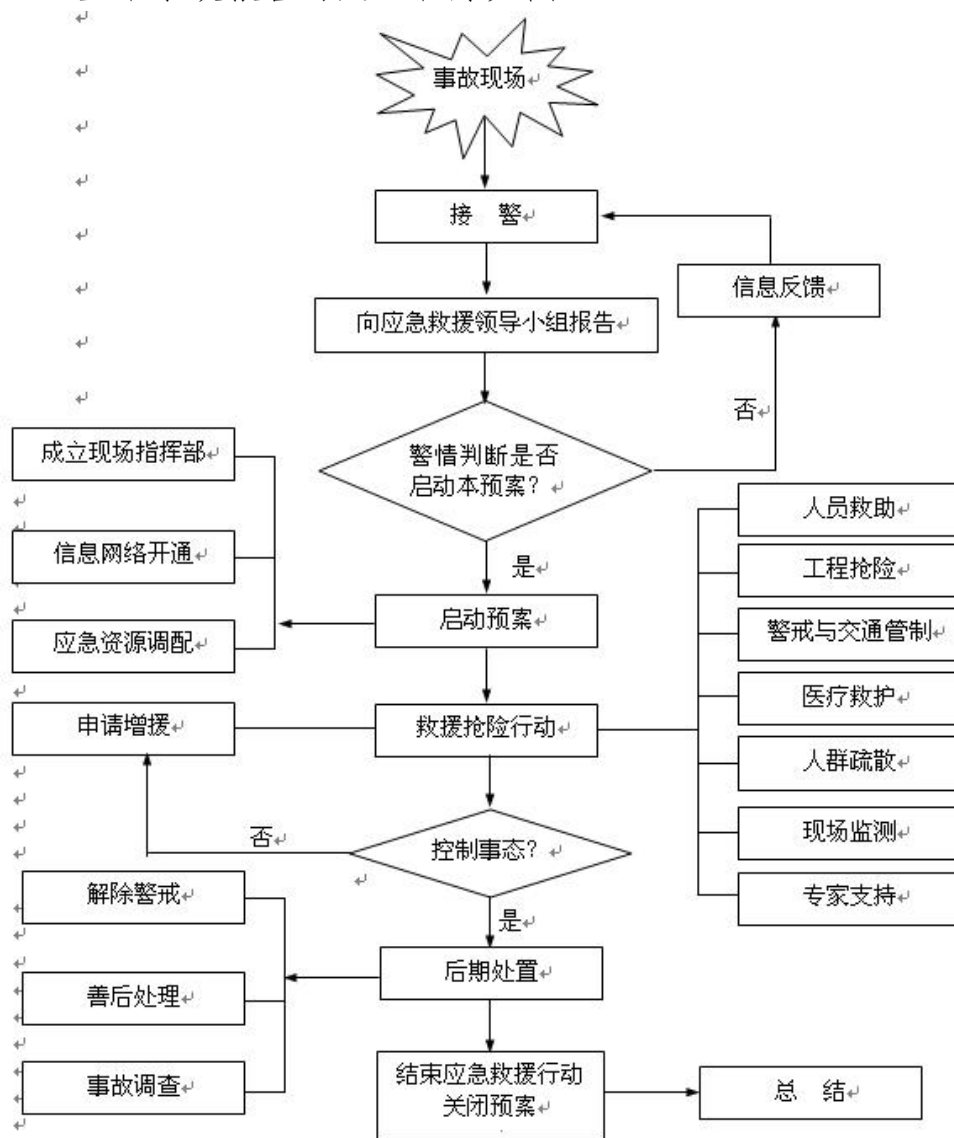 事故现场
接 警
信息反馈
向应急救援领导小组报告
否
成立现场指挥部
警情判断是否
启动本预案？
人员救助
信息网络开通
是
工程抢险
启动预案
警戒与交通管制
应急资源调配
医疗救护
申请增援
救援抢险行动
人群疏散
否
控制事态？
现场监测
解除警戒
专家支持
是
后期处置
善后处理
结束应急救援行动
关闭预案
事故调查
总 结